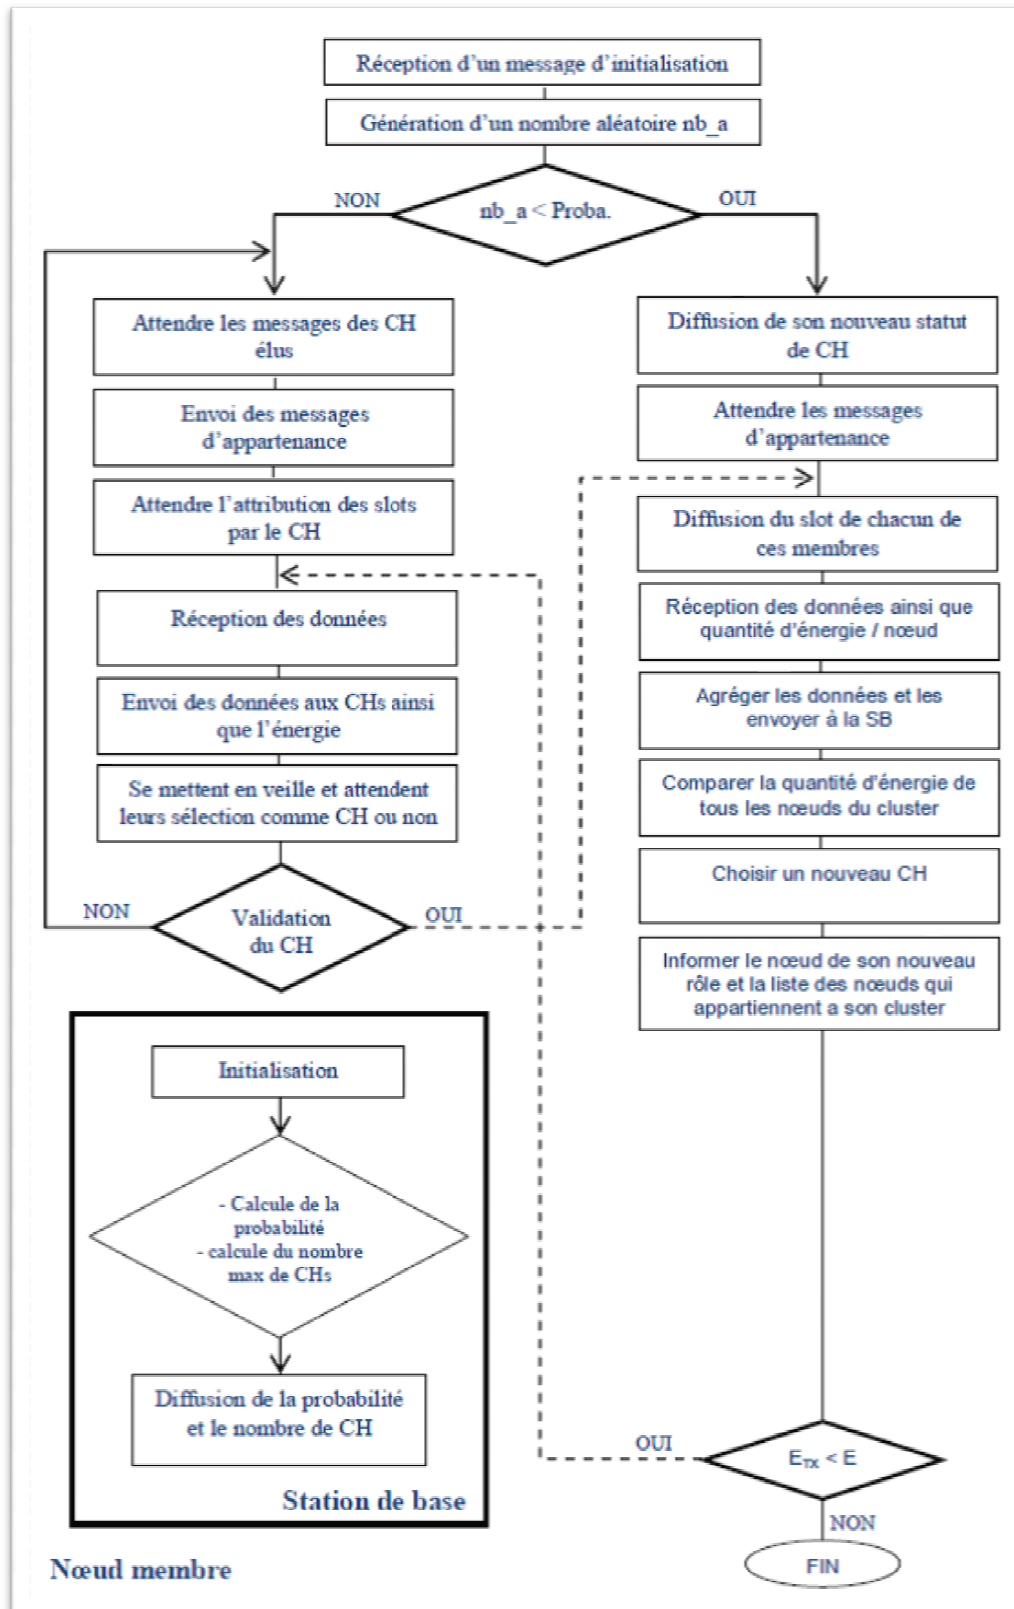 Réception d'un message d'initialisation
Génération d'un nombre aléatoire nb_a
nb_a < Proba.
NON
OUI
Attendre les messages des CH
élus
Envoi des messages
d'appartenance
Attendre l'attribution des slots
par le CH
Réception des données
Envoi des données aux CHs ainsi
que l'énergie
Se mettent en veille et attendent
leurs sélection comme CH ou non
Validation
du CH
NON
OUI
Diffusion de son nouveau statut
de CH
Attendre les messages
d'appartenance
Diffusion du slot de chacun de
ces membres
Réception des données ainsi que
quantité d'énergie / nœud
Agréger les données et les
envoyer à la SB
Comparer la quantité d'énergie de
tous les nœuds du cluster
Choisir un nouveau CH
Informer le nœud de son nouveau
rôle et la liste des nœuds qui
appartiennent a son cluster
E_TX < E
OUI
NON
FIN
Initialisation
- Calcule de la
probabilité
- calcule du nombre
max de CHs
Diffusion de la probabilité
et le nombre de CH
Station de base
Nœud membre